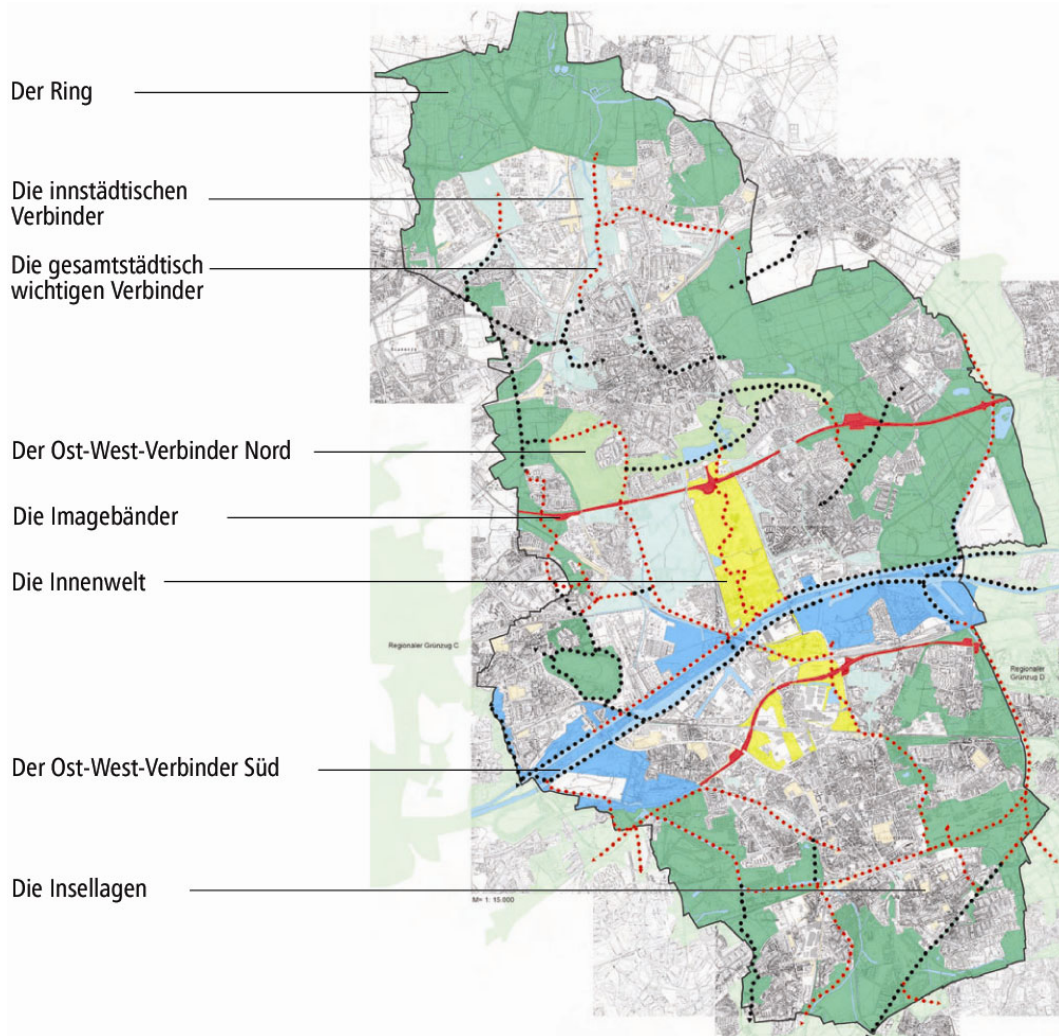 Der Ring
Die innstädtischen
Verbinder
Die gesamtstädtisch
wichtigen Verbinder
Der Ost-West-Verbinder Nord
Die Imagebänder
Die Innenwelt
Regionaler Grünzug C
Regionaler
Grünzug D
Der Ost-West-Verbinder Süd
Die Insellagen
M= 1: 15.000